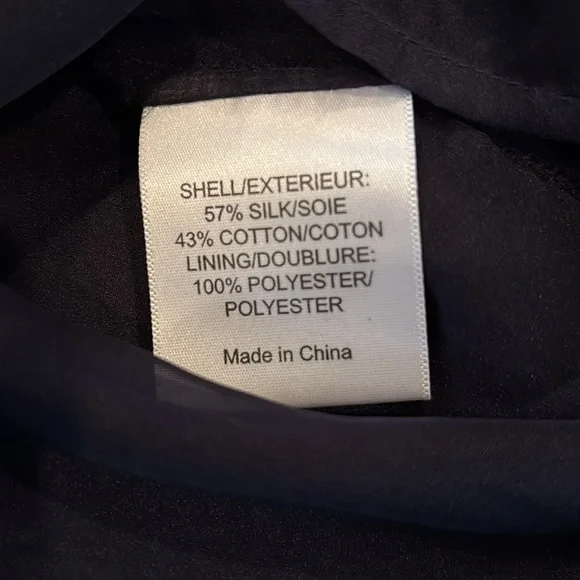 SHELL/EXTERIEUR:
57% SILK/SOIE
43% COTTON/COTON
LINING/DOUBLURE:
100% POLYESTER/
POLYESTER
Made in China